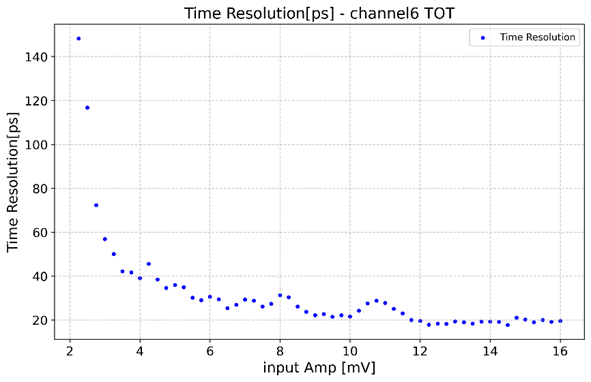 Time Resolution[ps] - channel6 TOT
Time Resolution
Time Resolution[ps]
140
120
100
80
60
40
20
2 4 6 8 10 12 14 16
input Amp [mV]